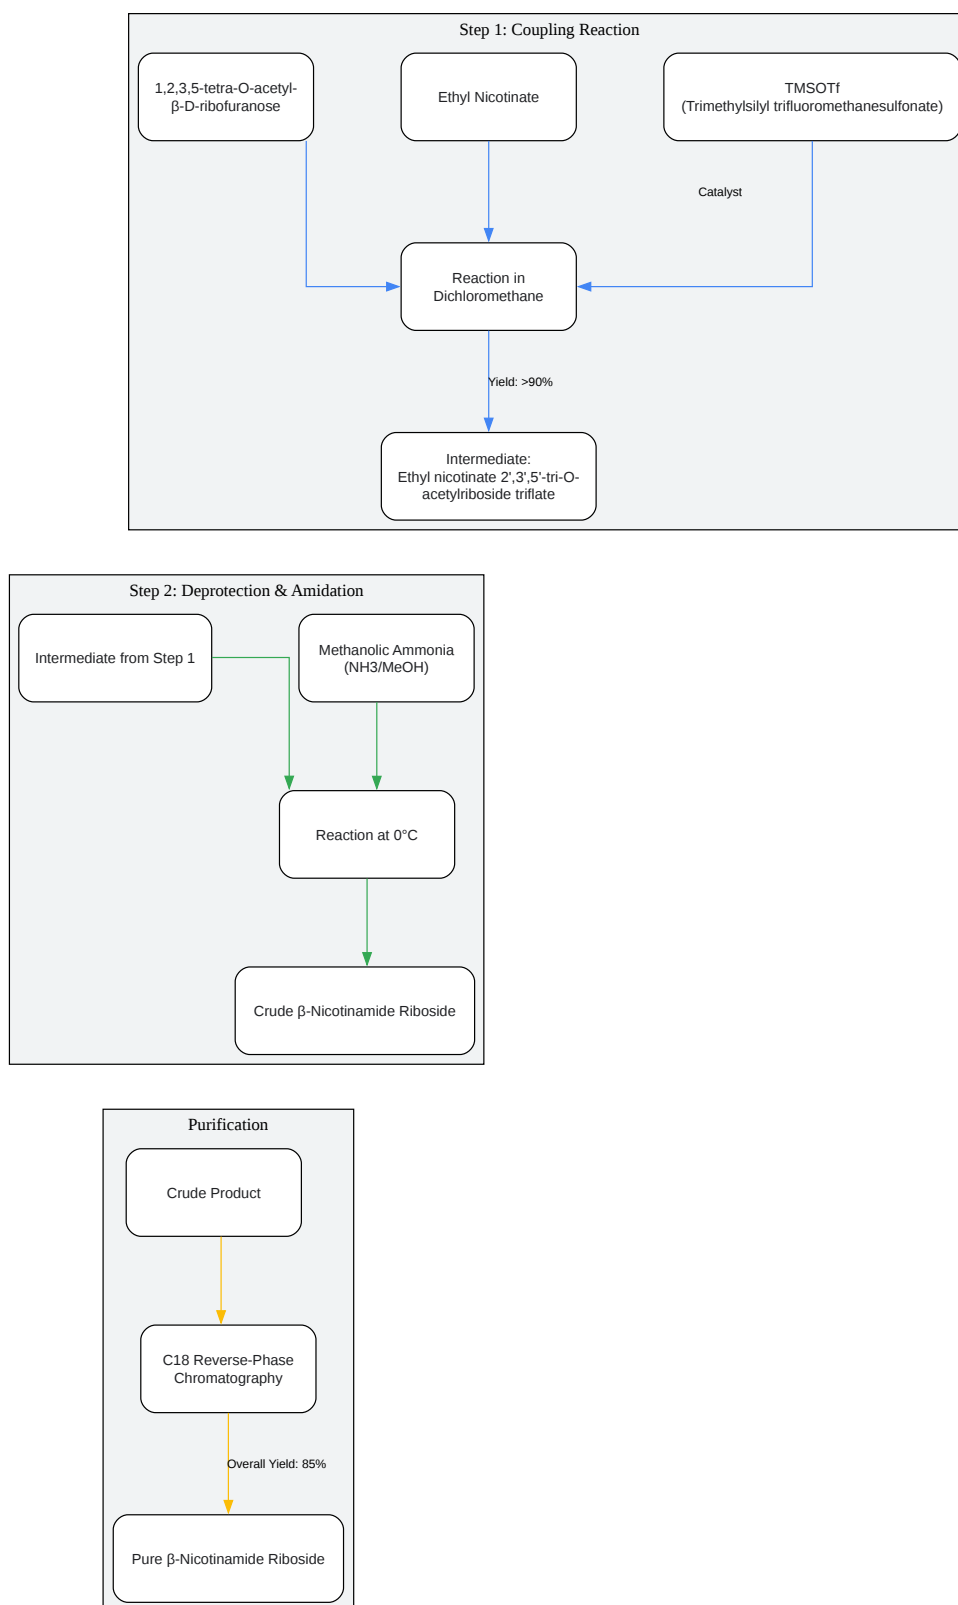 Step 1: Coupling Reaction
1,2,3,5-tetra-O-acetyl-
β-D-ribofuranose
Ethyl Nicotinate
TMSOTf
(Trimethylsilyl trifluoromethanesulfonate)
Catalyst
Reaction in
Dichloromethane
Yield: >90%
Intermediate:
Ethyl nicotinate 2',3',5'-tri-O-
acetylriboside triflate
Step 2: Deprotection & Amidation
Intermediate from Step 1
Methanolic Ammonia
(NH3/MeOH)
Reaction at 0°C
Crude β-Nicotinamide Riboside
Purification
Crude Product
C18 Reverse-Phase
Chromatography
Overall Yield: 85%
Pure β-Nicotinamide Riboside